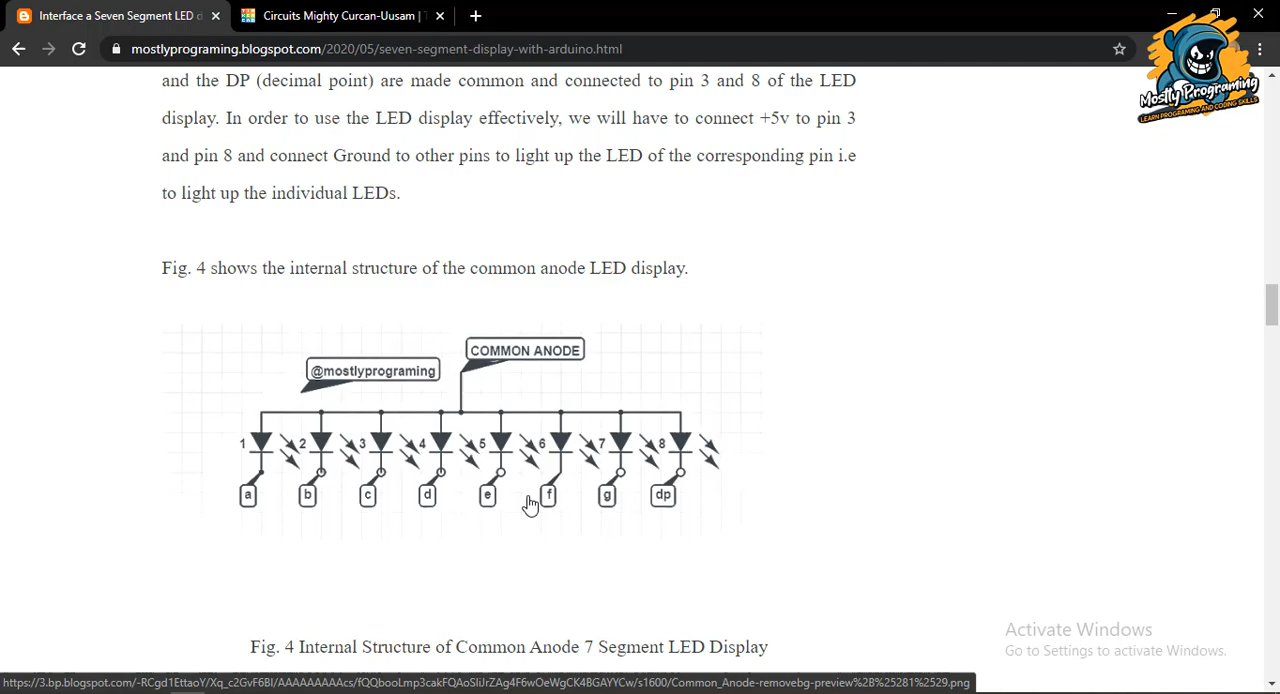 Interface a Seven Segment LED d
Circuits Mighty Curcan-Uusam | T
mostlyprograming.blogspot.com/2020/05/seven-segment-display-with-arduino.html
Mostly Programing
LEARN PROGRAMING AND CODING SKILLS
and the DP (decimal point) are made common and connected to pin 3 and 8 of the LED
display. In order to use the LED display effectively, we will have to connect +5v to pin 3
and pin 8 and connect Ground to other pins to light up the LED of the corresponding pin i.e
to light up the individual LEDs.
Fig. 4 shows the internal structure of the common anode LED display.
COMMON ANODE
@mostlyprograming
1 2 3 4 5 6 7 8
a b c d e f g dp
Fig. 4 Internal Structure of Common Anode 7 Segment LED Display
Activate Windows
Go to Settings to activate Windows.
https://3.bp.blogspot.com/-RCgd1EttaoY/Xq_c2GvF6BI/AAAAAAAAAcs/fQQbooLmp3cakFQAoSliJrZAg4F6wOeWgCK4BGAYYCw/s1600/Common_Anode-removebg-preview%2B%25281%2529.png